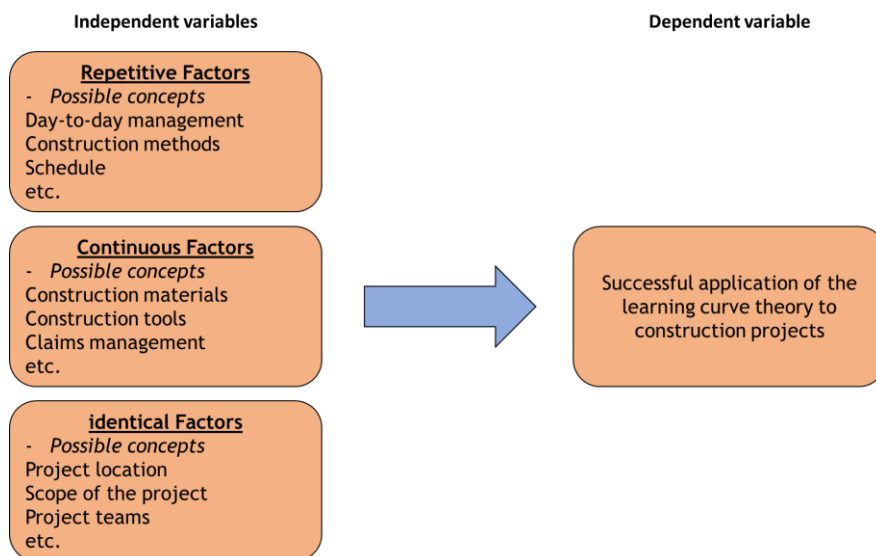 Independent variables
Dependent variable
Repetitive Factors
- Possible concepts
Day-to-day management
Construction methods
Schedule
etc.
Continuous Factors
- Possible concepts
Construction materials
Construction tools
Claims management
etc.
identical Factors
- Possible concepts
Project location
Scope of the project
Project teams
etc.
Successful application of the
learning curve theory to
construction projects